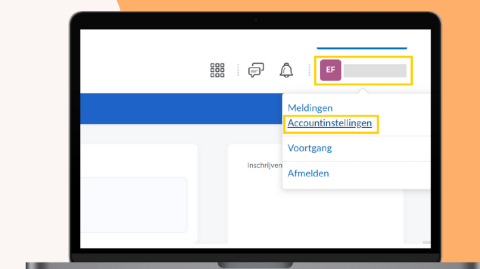 EF
Meldingen
Accountinstellingen
Voortgang
Inschrijven
Afmelden